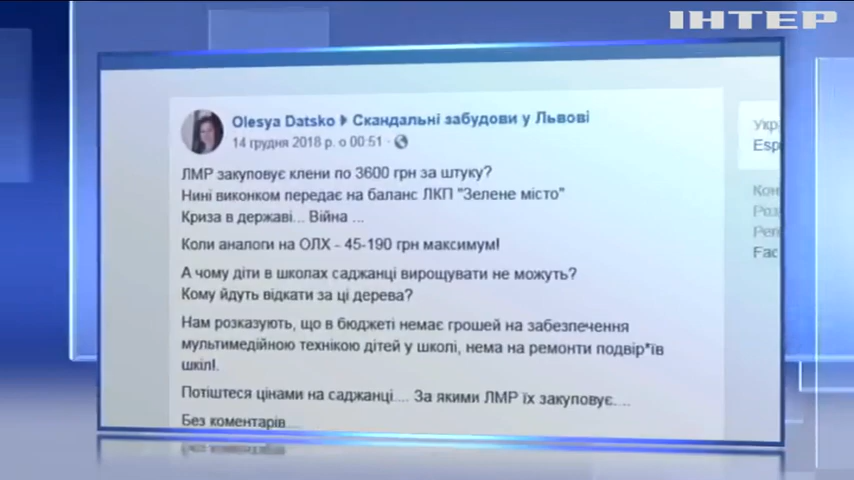 ІНТЕР
Olesya Datsko Скандальні забудови у Львові
14 грудня 2018 р. о 00:51 ·
ЛМР закуповує клени по 3600 грн за штуку?
Нині виконком передає на баланс ЛКП "Зелене місто"
Криза в державі... Війна ...
Коли аналоги на ОЛХ - 45-190 грн максимум!
А чому діти в школах саджанці вирощувати не можуть?
Кому йдуть відкати за ці дерева?
Нам розказують, що в бюджеті немає грошей на забезпечення
мультимедійною технікою дітей у школі, нема на ремонти подвір*їв
шкіл!.
Потіштеся цінами на саджанці.... За якими ЛМР їх закуповує....
Без коментарів
Укр
Esp
Кон
Роз
Fac